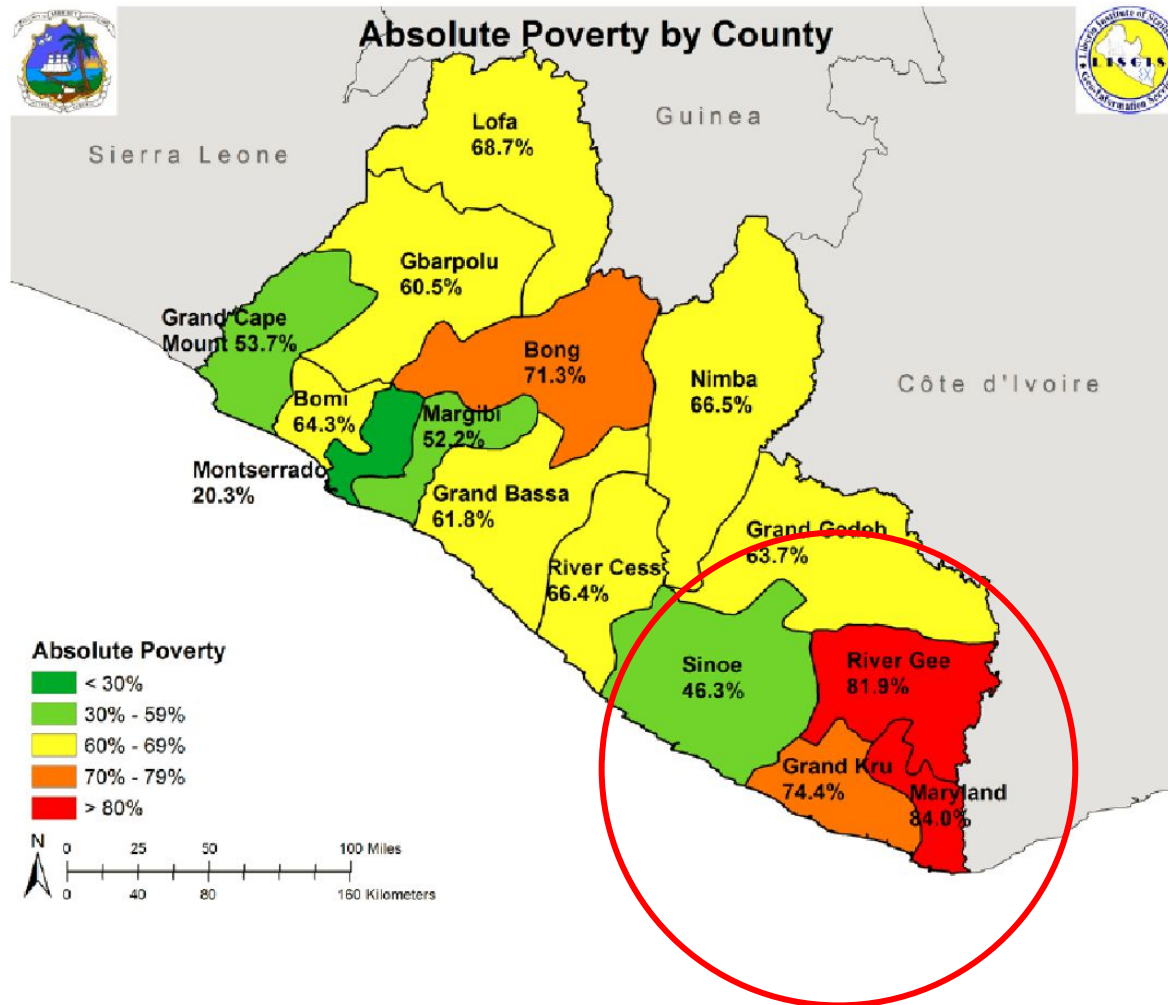 Absolute Poverty by County
LISGIS
Guinea
Sierra Leone
Côte d'Ivoire
Lofa
68.7%
Gbarpolu
60.5%
Grand Cape
Mount 53.7%
Bong
71.3%
Nimba
66.5%
Bomi
64.3%
Margibi
52.2%
Montserrado
20.3%
Grand Bassa
61.8%
River Cess
66.4%
Grand Gedeh
63.7%
Sinoe
46.3%
River Gee
81.9%
Grand Kru
74.4%
Maryland
84.0%
Absolute Poverty
< 30%
30% - 59%
60% - 69%
70% - 79%
> 80%
N
0 25 50 100 Miles
0 40 80 160 Kilometers